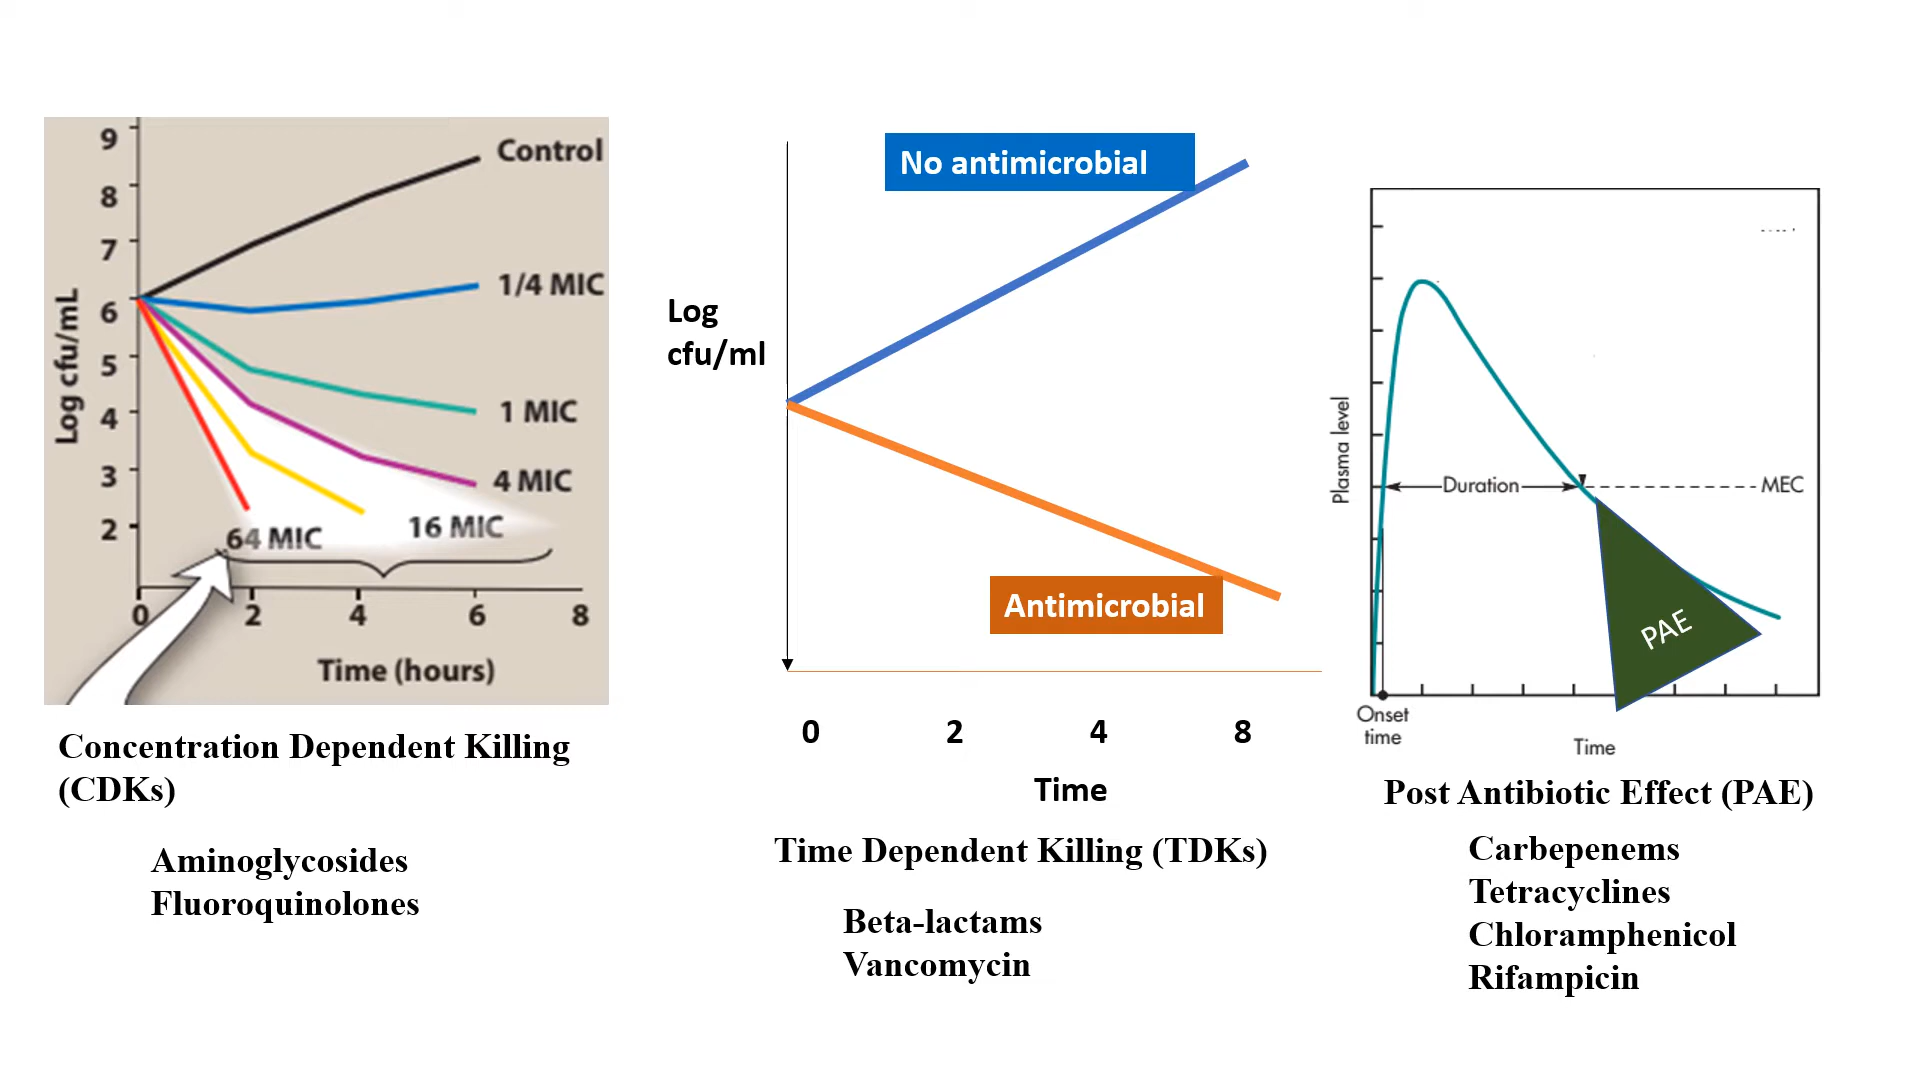 9
8
7
6
5
4
3
2
Log cfu/mL
Control
1/4 MIC
1 MIC
4 MIC
16 MIC
64 MIC
0 2 4 6 8
Time (hours)
Concentration Dependent Killing
(CDKs)
Aminoglycosides
Fluoroquinolones
No antimicrobial
Log
cfu/ml
Antimicrobial
0 2 4 8
Time
Time Dependent Killing (TDKs)
Beta-lactams
Vancomycin
Plasma level
Duration
MEC
PAE
Onset
time
Time
Post Antibiotic Effect (PAE)
Carbepenems
Tetracyclines
Chloramphenicol
Rifampicin